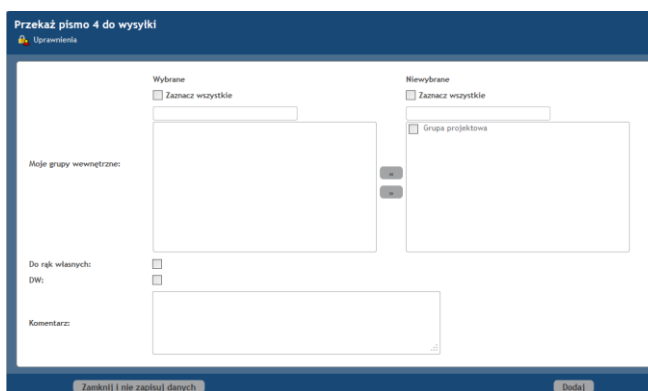 Przekaż pismo 4 do wysyłki
Uprawnienia
Wybrane
Niewybrane
Zaznacz wszystkie
Zaznacz wszystkie
Grupa projektowa
Moje grupy wewnętrzne:
«
»
Do rąk własnych:
DW:
Komentarz:
Zamknij i nie zapisuj danych
Dodaj